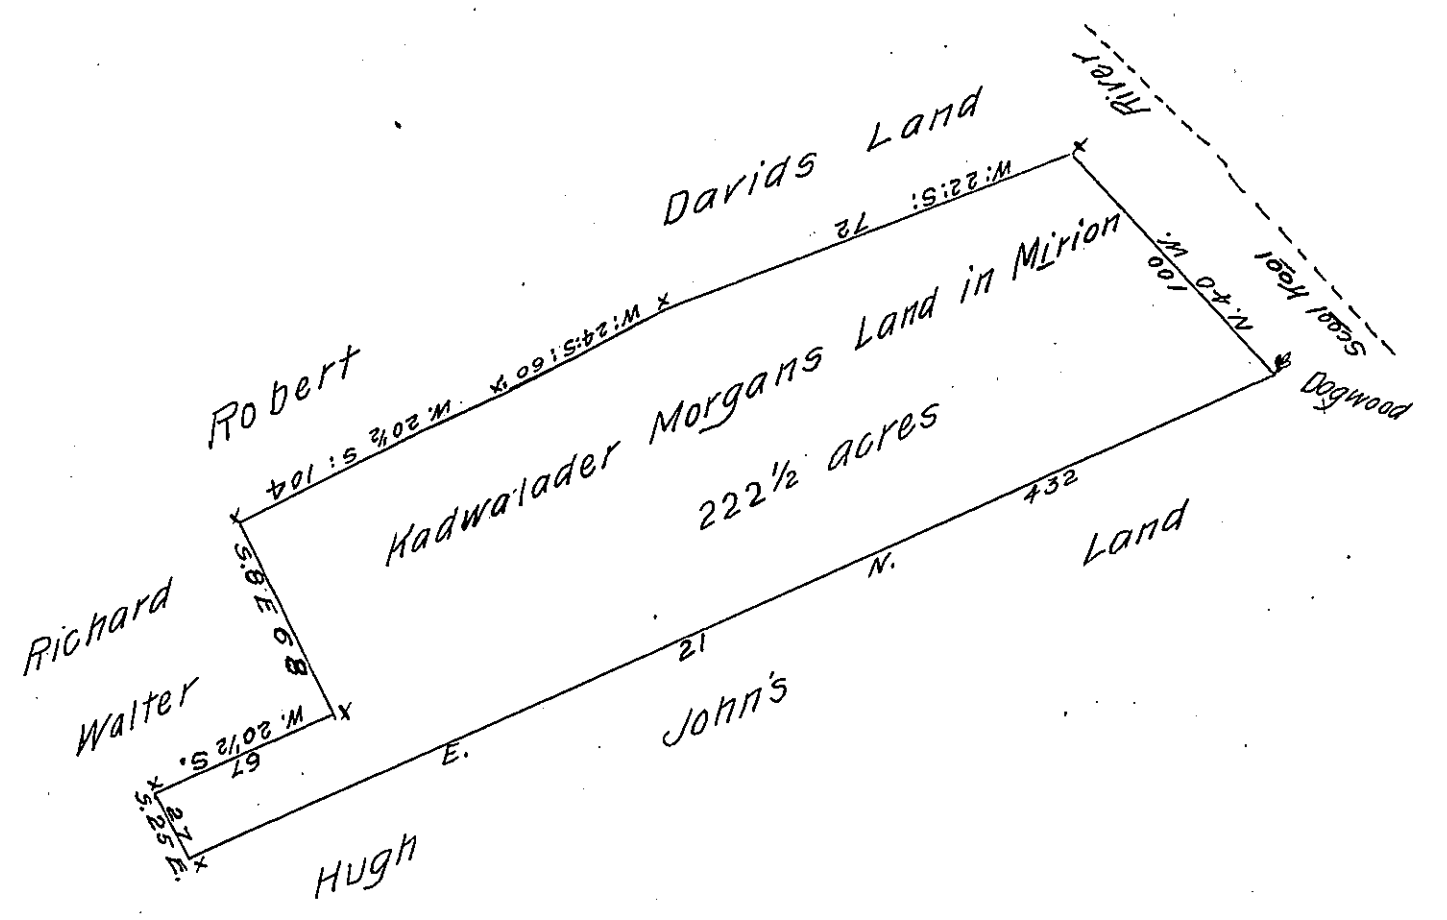 River
Scool Kool
Robert Davids Land
W:22:S: 72
W:24:S:60
W. 20½ S: 104
N. 40 W. 100
Dogwood
Kadwalader Morgans Land in Mirion
222½ acres
S.8 E 68
Richard
Walter
W. 20½ S. 67
S. 25 E. 27
E. 21 N. 432
Hugh John's Land